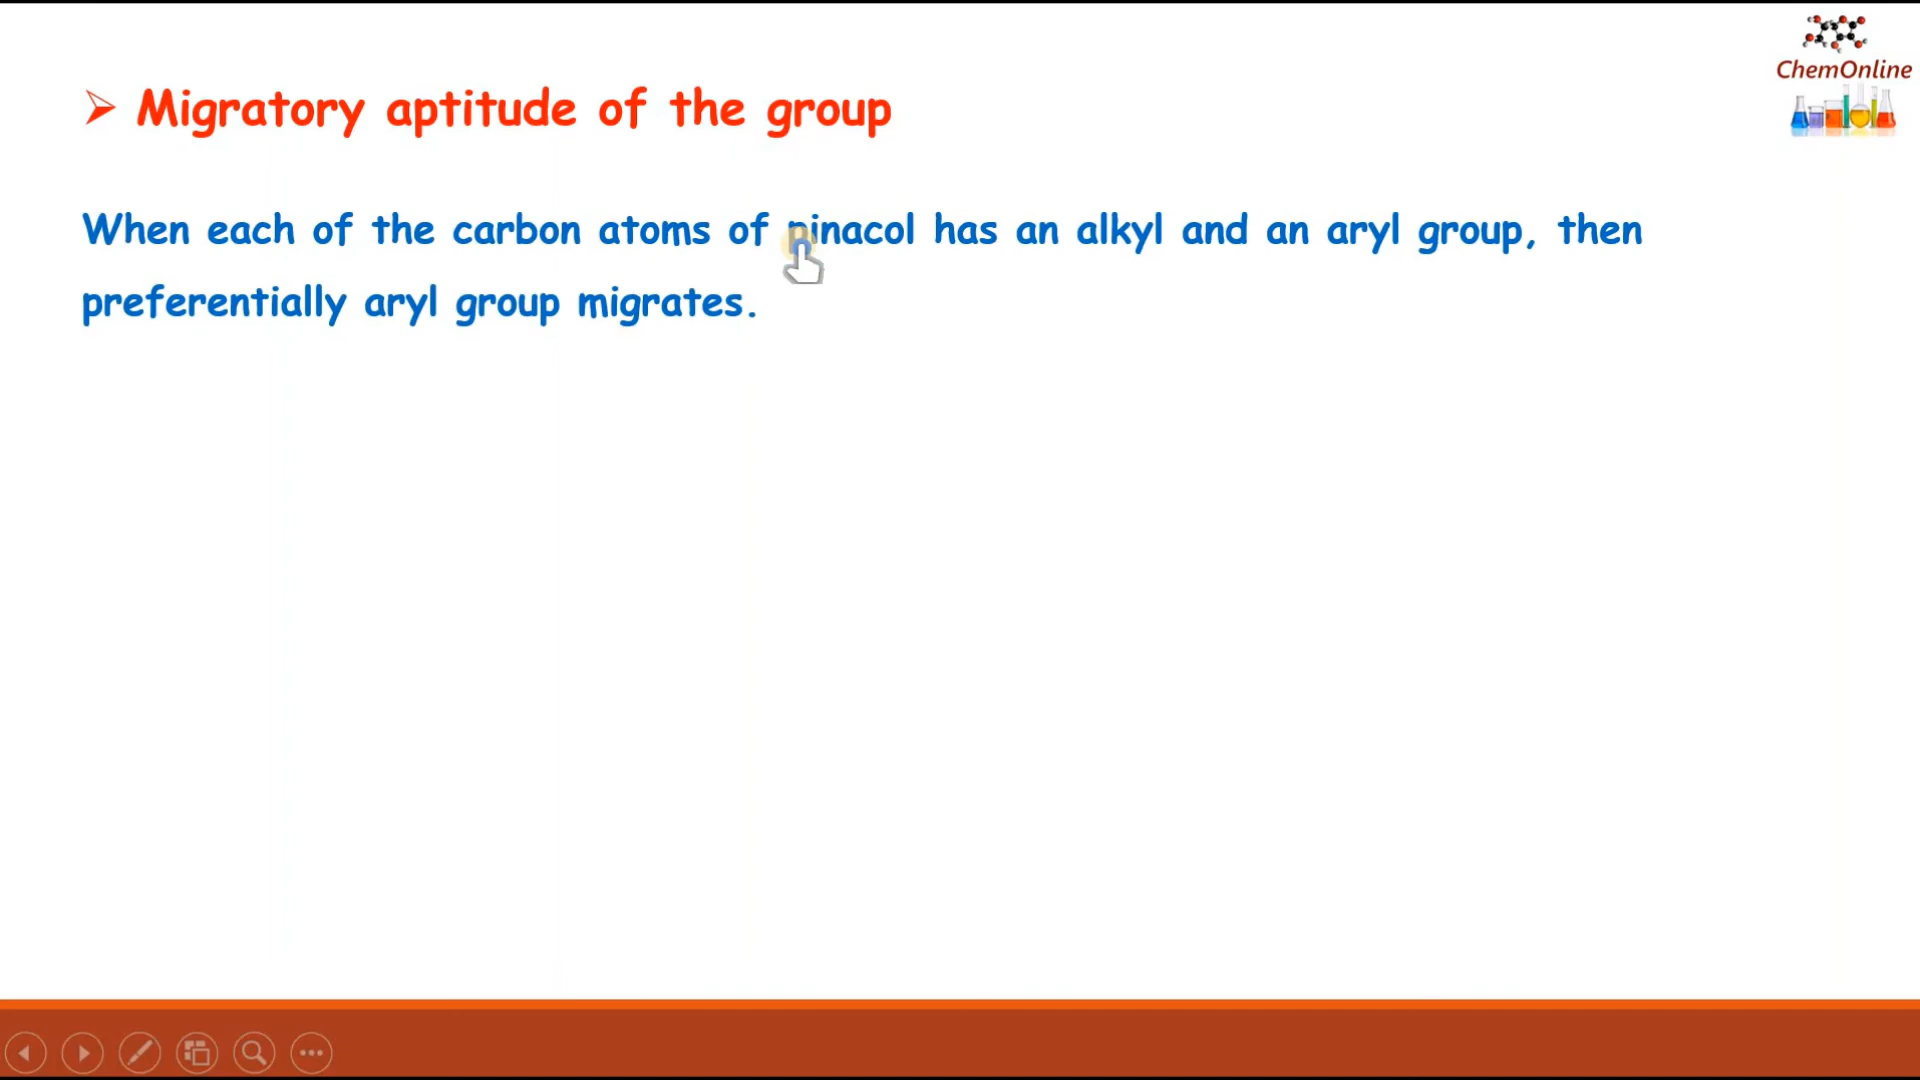 ChemOnline
Migratory aptitude of the group
When each of the carbon atoms of pinacol has an alkyl and an aryl group, then
preferentially aryl group migrates.